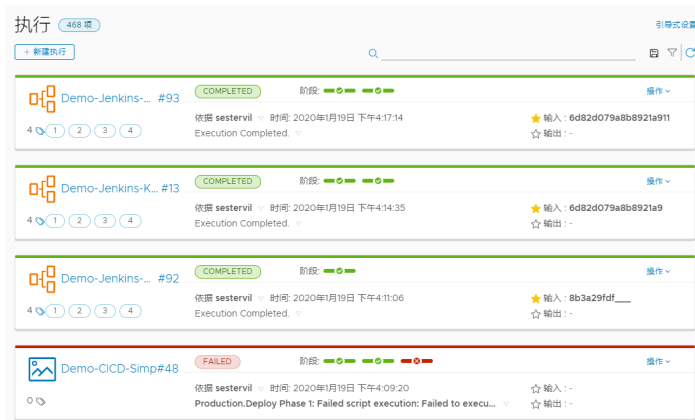 执行 468 项
引导式设置
+ 新建执行
Demo-Jenkins-... #93
COMPLETED 阶段: 操作
依据 sestervil 时间: 2020年1月19日 下午4:17:14
Execution Completed.
输入 : 6d82d079a8b8921a911
输出 : -
4 1 2 3 4
Demo-Jenkins-K... #13
COMPLETED 阶段: 操作
依据 sestervil 时间: 2020年1月19日 下午4:14:35
Execution Completed.
输入 : 6d82d079a8b8921a9
输出 : -
4 1 2 3 4
Demo-Jenkins-... #92
COMPLETED 阶段: 操作
依据 sestervil 时间: 2020年1月19日 下午4:11:06
Execution Completed.
输入 : 8b3a29fdf___
输出 : -
4 1 2 3 4
Demo-CICD-Simp#48
FAILED 阶段: 操作
依据 sestervil 时间: 2020年1月19日 下午4:09:20
Production.Deploy Phase 1: Failed script execution: Failed to execu...
输入 : -
输出 : -
0